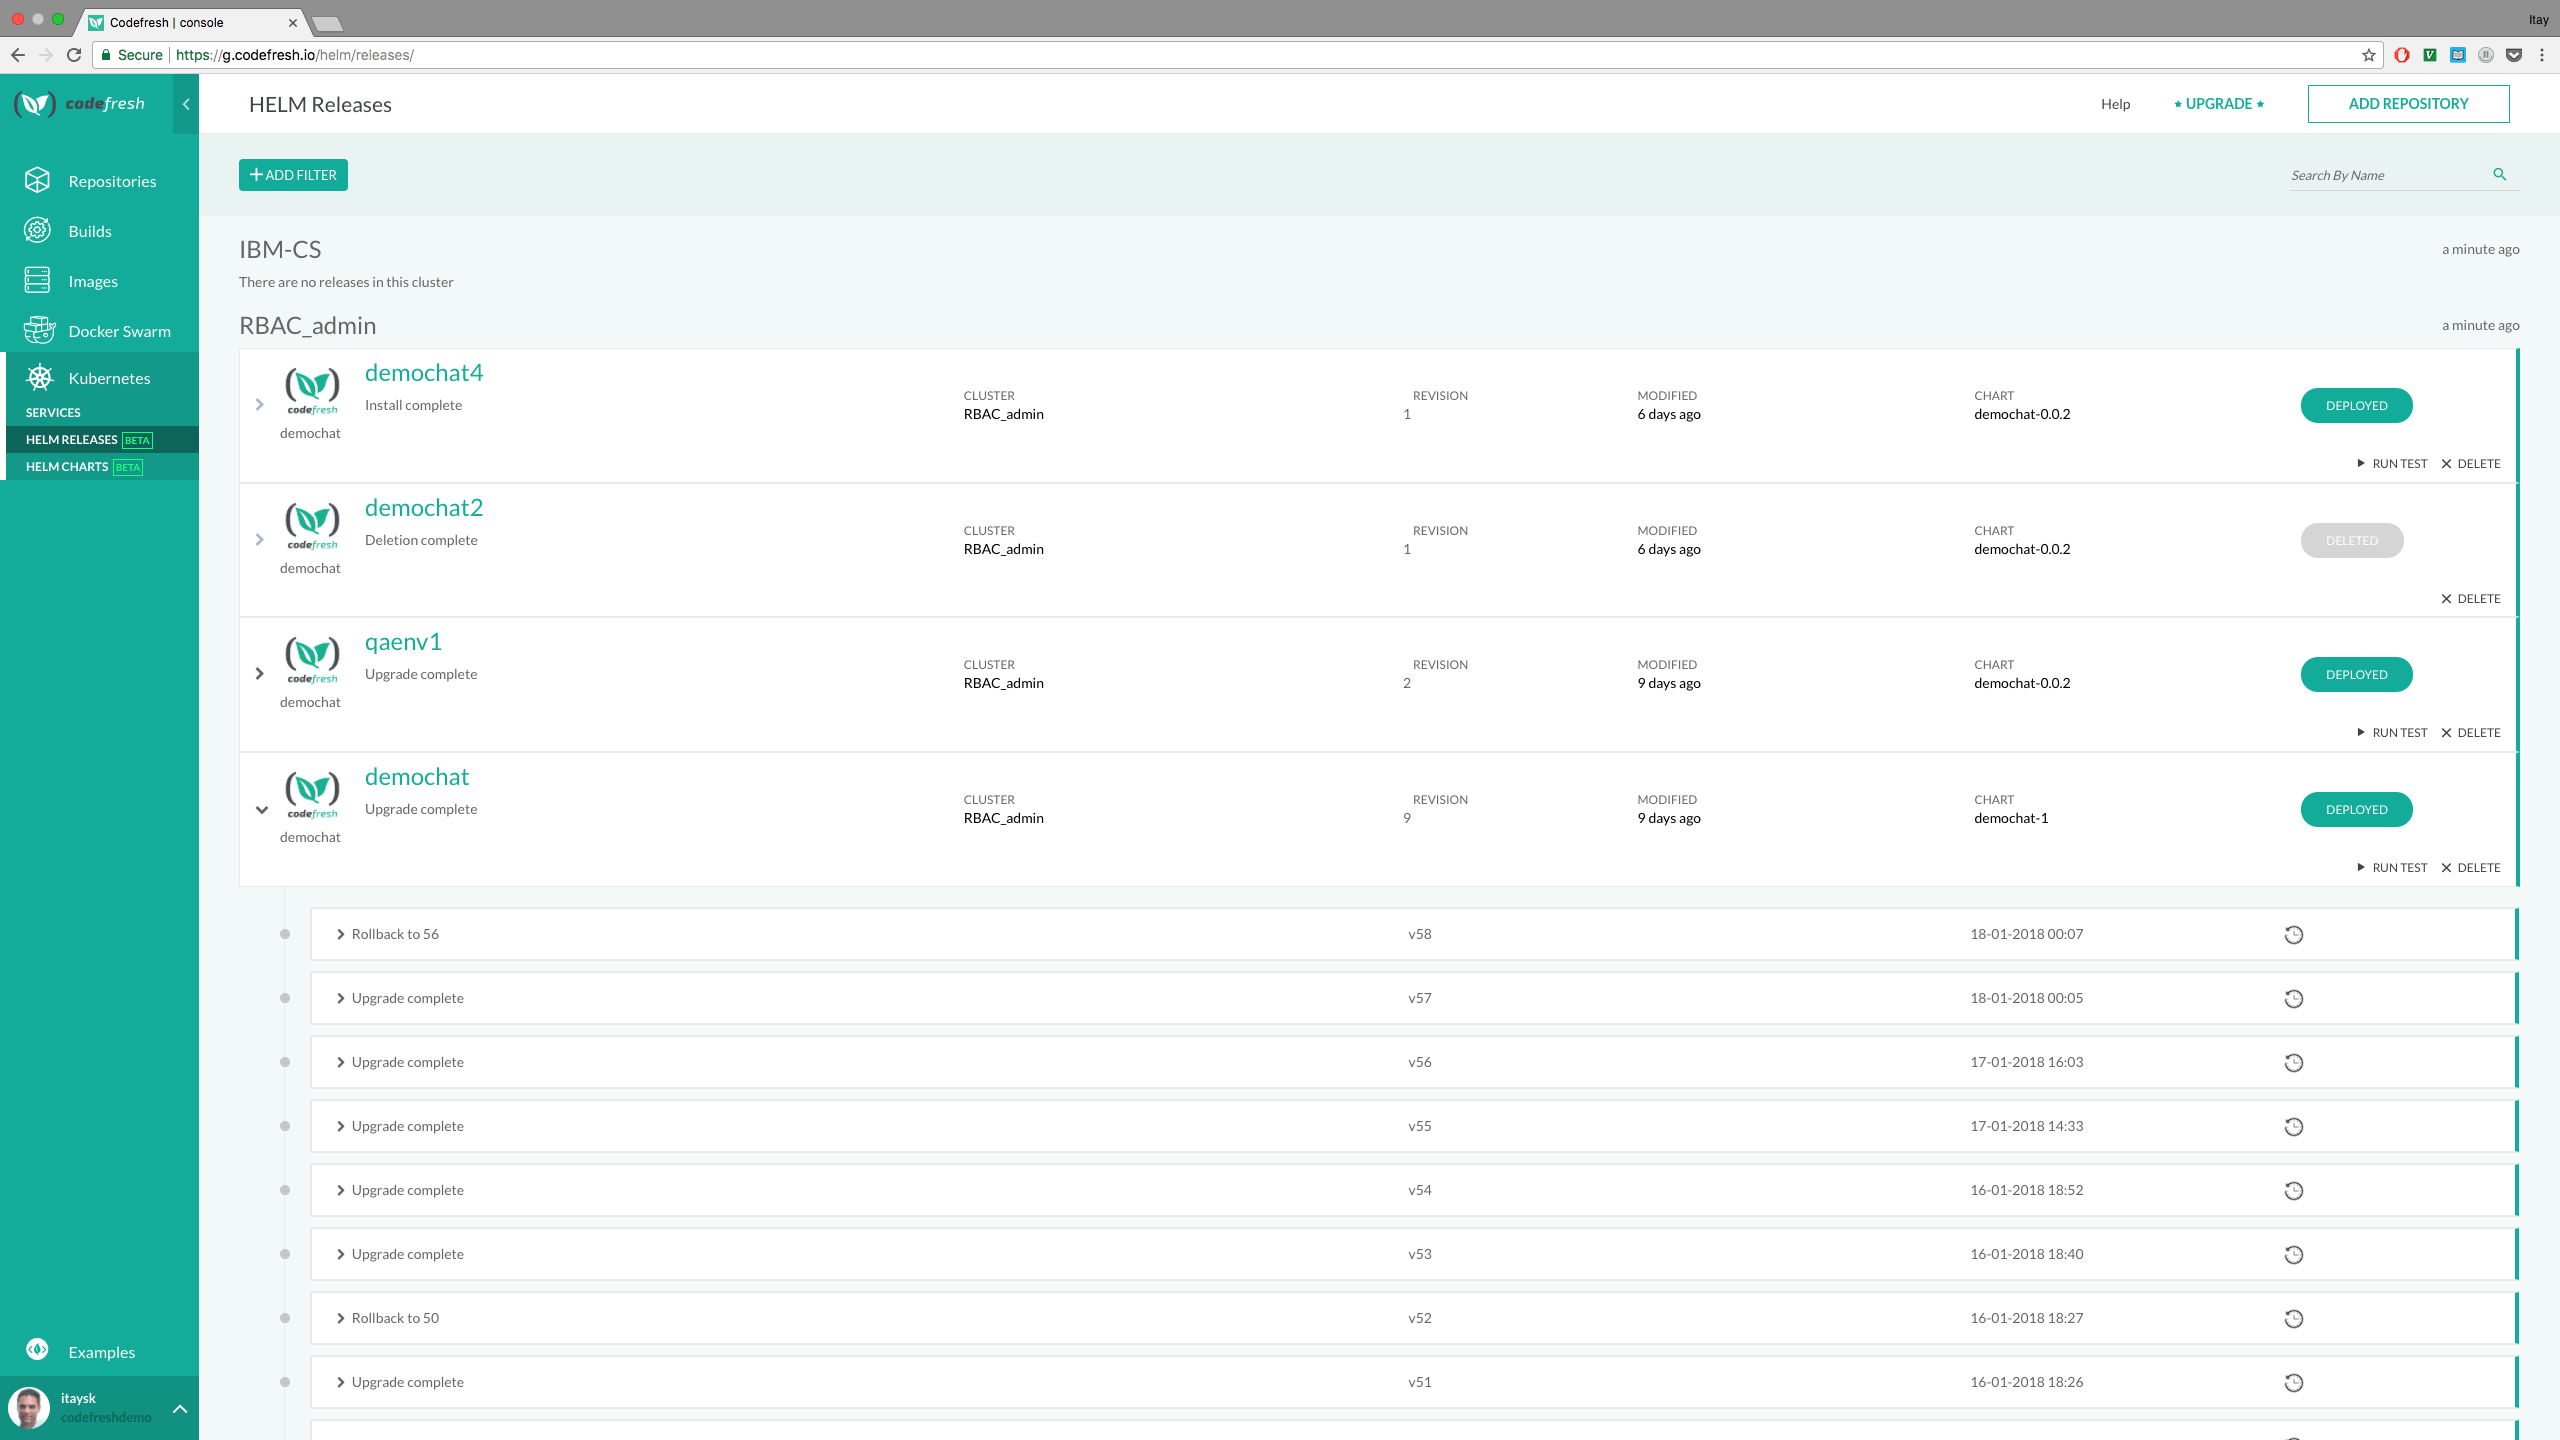 Codefresh | console
Itay
Secure https://g.codefresh.io/helm/releases/
codefresh
HELM Releases
Help
UPGRADE
ADD REPOSITORY
Repositories
Builds
Images
Docker Swarm
Kubernetes
SERVICES
HELM RELEASES BETA
HELM CHARTS BETA
Examples
itaysk
codefreshdemo
ADD FILTER
Search By Name
IBM-CS
a minute ago
There are no releases in this cluster
RBAC_admin
a minute ago
codefresh
demochat
demochat4
Install complete
CLUSTER
RBAC_admin
REVISION
1
MODIFIED
6 days ago
CHART
demochat-0.0.2
DEPLOYED
RUN TEST
DELETE
codefresh
demochat
demochat2
Deletion complete
CLUSTER
RBAC_admin
REVISION
1
MODIFIED
6 days ago
CHART
demochat-0.0.2
DELETED
DELETE
codefresh
demochat
qaenv1
Upgrade complete
CLUSTER
RBAC_admin
REVISION
2
MODIFIED
9 days ago
CHART
demochat-0.0.2
DEPLOYED
RUN TEST
DELETE
codefresh
demochat
demochat
Upgrade complete
CLUSTER
RBAC_admin
REVISION
9
MODIFIED
9 days ago
CHART
demochat-1
DEPLOYED
RUN TEST
DELETE
Rollback to 56 v58 18-01-2018 00:07
Upgrade complete v57 18-01-2018 00:05
Upgrade complete v56 17-01-2018 16:03
Upgrade complete v55 17-01-2018 14:33
Upgrade complete v54 16-01-2018 18:52
Upgrade complete v53 16-01-2018 18:40
Rollback to 50 v52 16-01-2018 18:27
Upgrade complete v51 16-01-2018 18:26